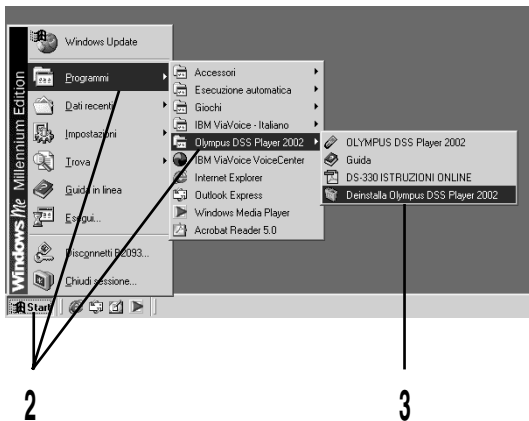 Windows Me Millennium Edition
Windows Update
Programmi
Dati recenti
Impostazioni
Trova
Guida in linea
Esegui...
Disconnetti B2093...
Chiudi sessione...
Start
Accessori
Esecuzione automatica
Giochi
IBM ViaVoice - Italiano
Olympus DSS Player 2002
IBM ViaVoice VoiceCenter
Internet Explorer
Outlook Express
Windows Media Player
Acrobat Reader 5.0
OLYMPUS DSS Player 2002
Guida
DS-330 ISTRUZIONI ONLINE
Deinstalla Olympus DSS Player 2002
2
3